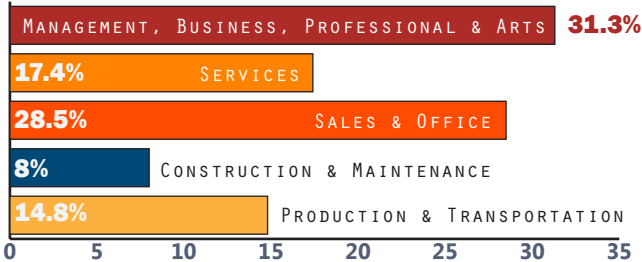 Management, Business, Professional & Arts 31.3%
17.4% Services
28.5% Sales & Office
8% Construction & Maintenance
14.8% Production & Transportation
0 5 10 15 20 25 30 35